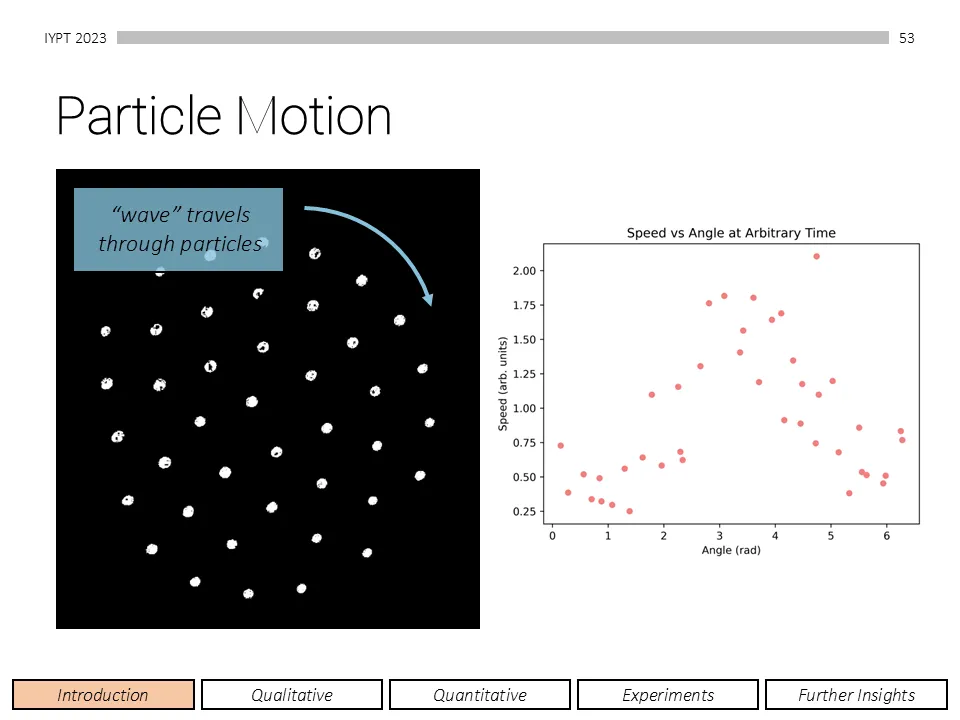 IYPT 2023
53
Particle Motion
“wave” travels
through particles
Speed vs Angle at Arbitrary Time
Speed (arb. units)
2.00
1.75
1.50
1.25
1.00
0.75
0.50
0.25
0 1 2 3 4 5 6
Angle (rad)
Introduction
Qualitative
Quantitative
Experiments
Further Insights